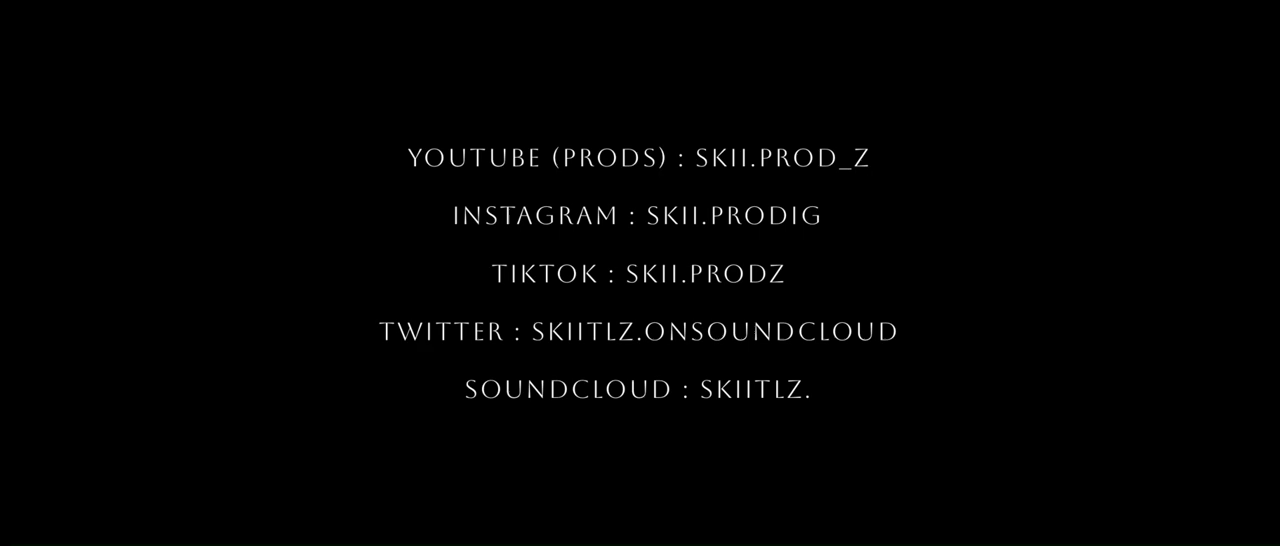 YOUTUBE (PRODS) : SKII.PROD_Z
INSTAGRAM : SKII.PRODIG
TIKTOK : SKII.PRODZ
TWITTER : SKIITLZ.ONSOUNDCLOUD
SOUNDCLOUD : SKIITLZ.